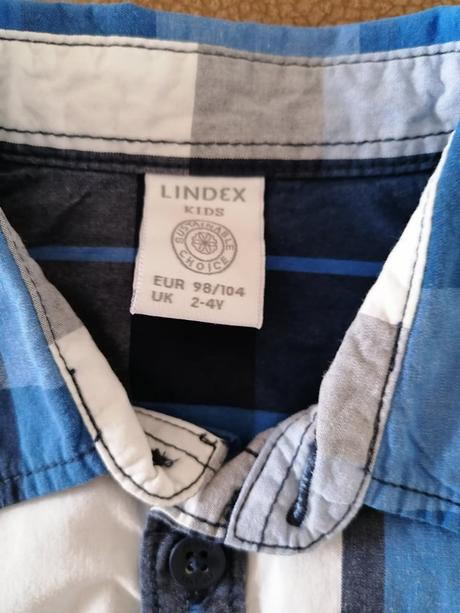 LINDEX
KIDS
SUSTAINABLE
CHOICE
EUR 98/104
UK 2-4Y